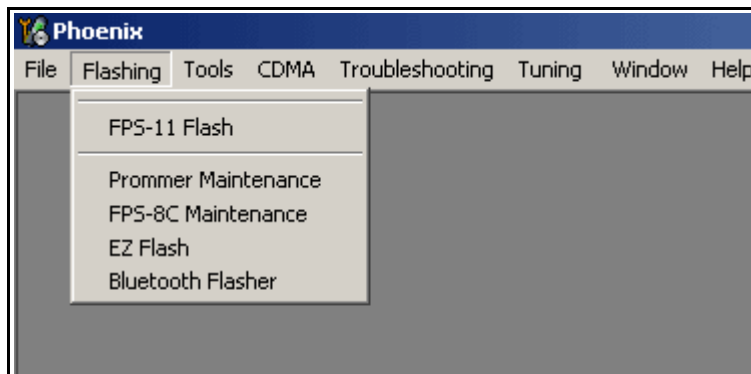 Phoenix
File Flashing Tools CDMA Troubleshooting Tuning Window Help
FPS-11 Flash
Prommer Maintenance
FPS-8C Maintenance
EZ Flash
Bluetooth Flasher